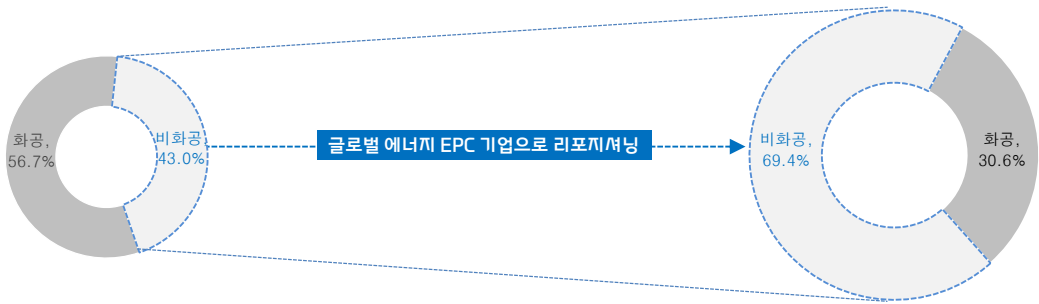 화공,
56.7%
비화공,
43.0%
글로벌 에너지 EPC 기업으로 리포지셔닝
비화공,
69.4%
화공,
30.6%